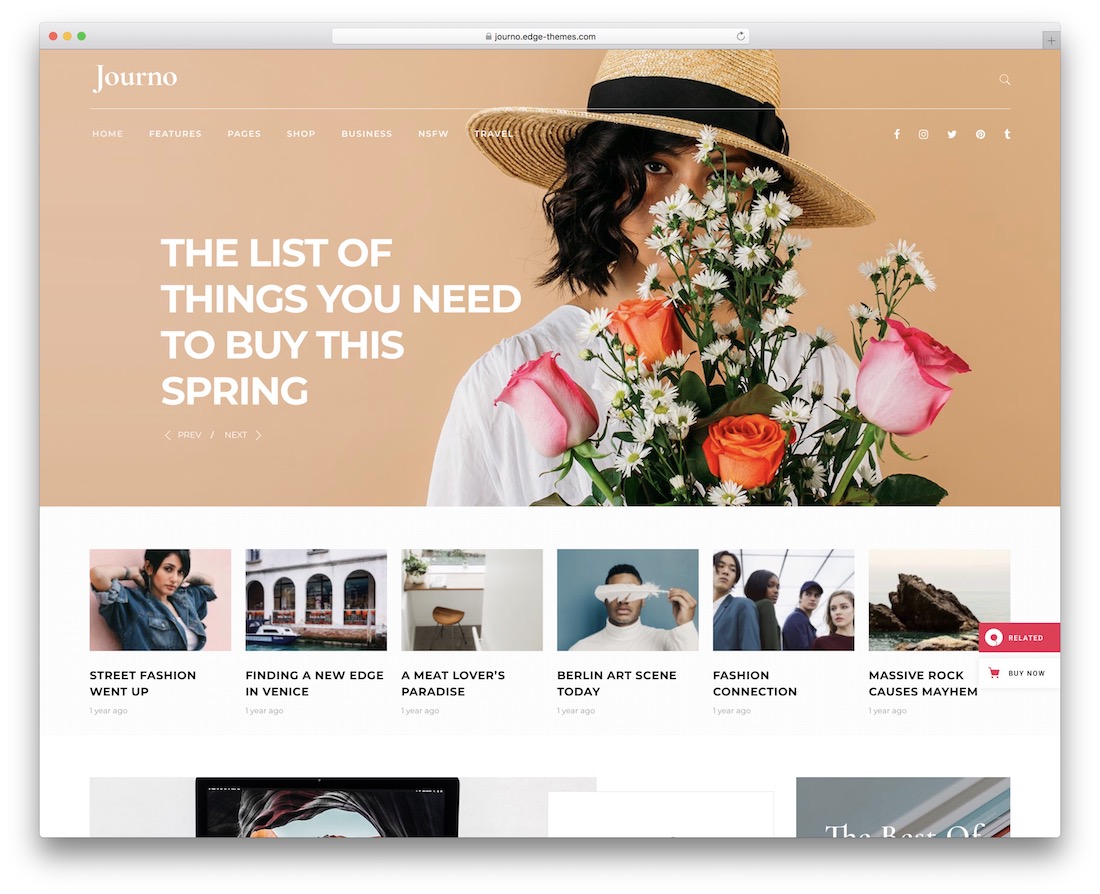 journo.edge-themes.com
Journo
HOME FEATURES PAGES SHOP BUSINESS NSFW TRAVEL
THE LIST OF
THINGS YOU NEED
TO BUY THIS
SPRING
PREV / NEXT
STREET FASHION
WENT UP
1 year ago
FINDING A NEW EDGE
IN VENICE
1 year ago
A MEAT LOVER'S
PARADISE
1 year ago
BERLIN ART SCENE
TODAY
1 year ago
FASHION
CONNECTION
1 year ago
MASSIVE ROCK
CAUSES MAYHEM
1 year ago
RELATED
BUY NOW
The Best Of